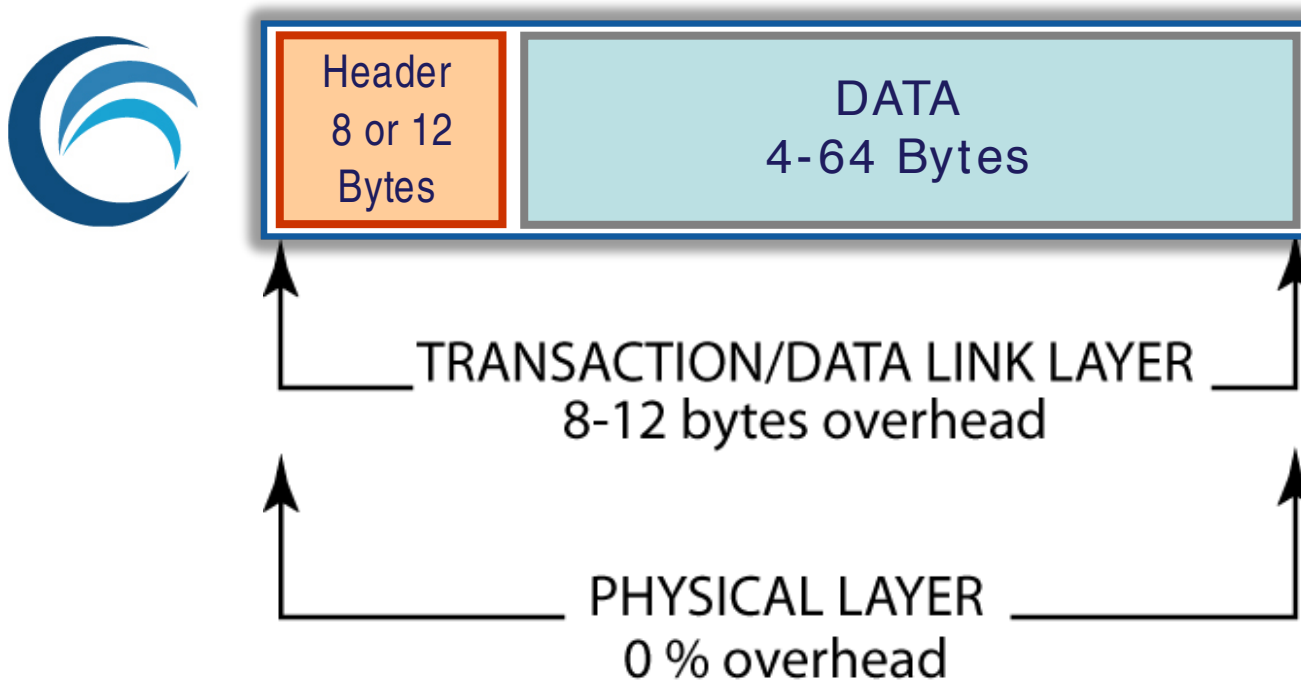 Header
8 or 12
Bytes
DATA
4-64 Bytes
TRANSACTION/DATA LINK LAYER
8-12 bytes overhead
PHYSICAL LAYER
0 % overhead